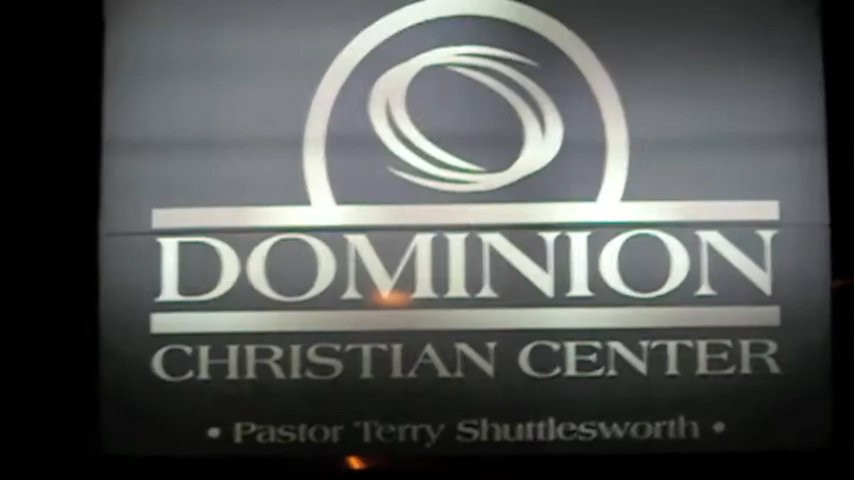 DOMINION
CHRISTIAN CENTER
• Pastor Terry Shuttlesworth •